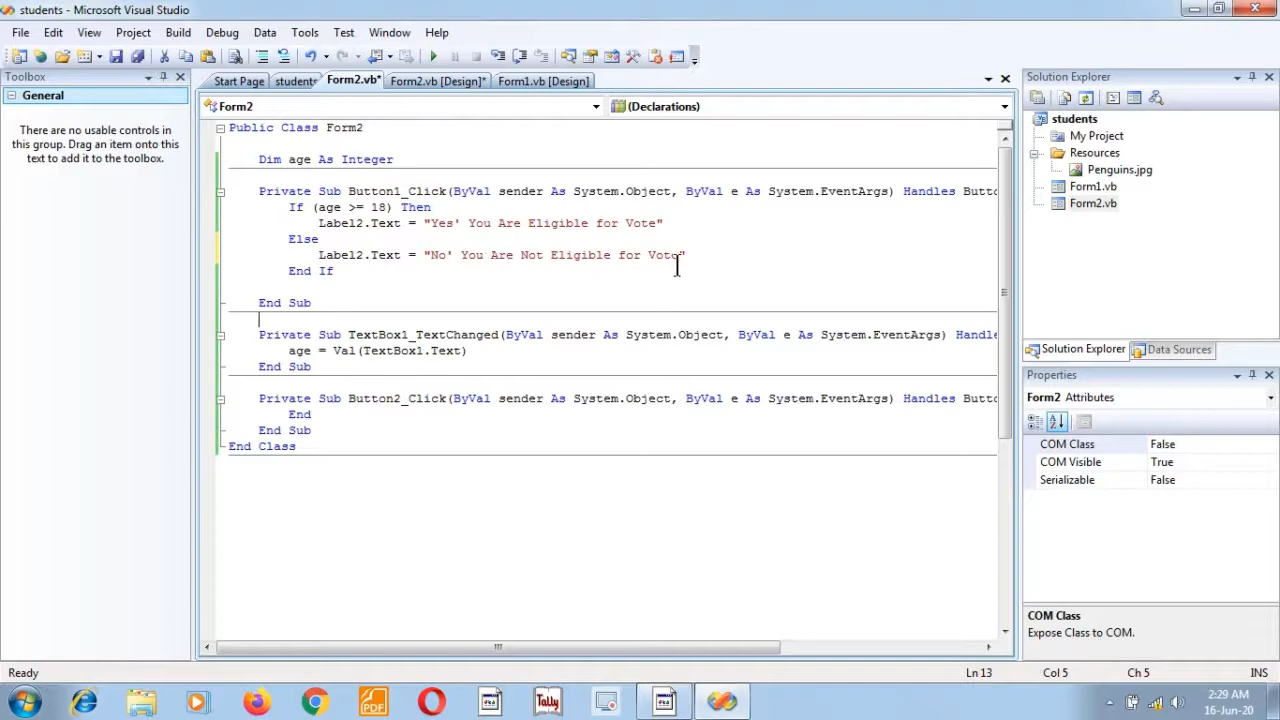 students - Microsoft Visual Studio
File Edit View Project Build Debug Data Tools Test Window Help
Toolbox
General
There are no usable controls in
this group. Drag an item onto this
text to add it to the toolbox.
Start Page students Form2.vb* Form2.vb [Design]* Form1.vb [Design]
Form2 (Declarations)
Public Class Form2
Dim age As Integer
Private Sub Button1_Click(ByVal sender As System.Object, ByVal e As System.EventArgs) Handles Butto
If (age >= 18) Then
Label2.Text = "Yes' You Are Eligible for Vote"
Else
Label2.Text = "No' You Are Not Eligible for Vote"
End If
End Sub
Private Sub TextBox1_TextChanged(ByVal sender As System.Object, ByVal e As System.EventArgs) Handle
age = Val(TextBox1.Text)
End Sub
Private Sub Button2_Click(ByVal sender As System.Object, ByVal e As System.EventArgs) Handles Butto
End
End Sub
End Class
Solution Explorer
students
My Project
Resources
Penguins.jpg
Form1.vb
Form2.vb
Solution Explorer Data Sources
Properties
Form2 Attributes
COM Class False
COM Visible True
Serializable False
COM Class
Expose Class to COM.
Ready Ln 13 Col 5 Ch 5 INS
PDF Tally
2:29 AM
16-Jun-20